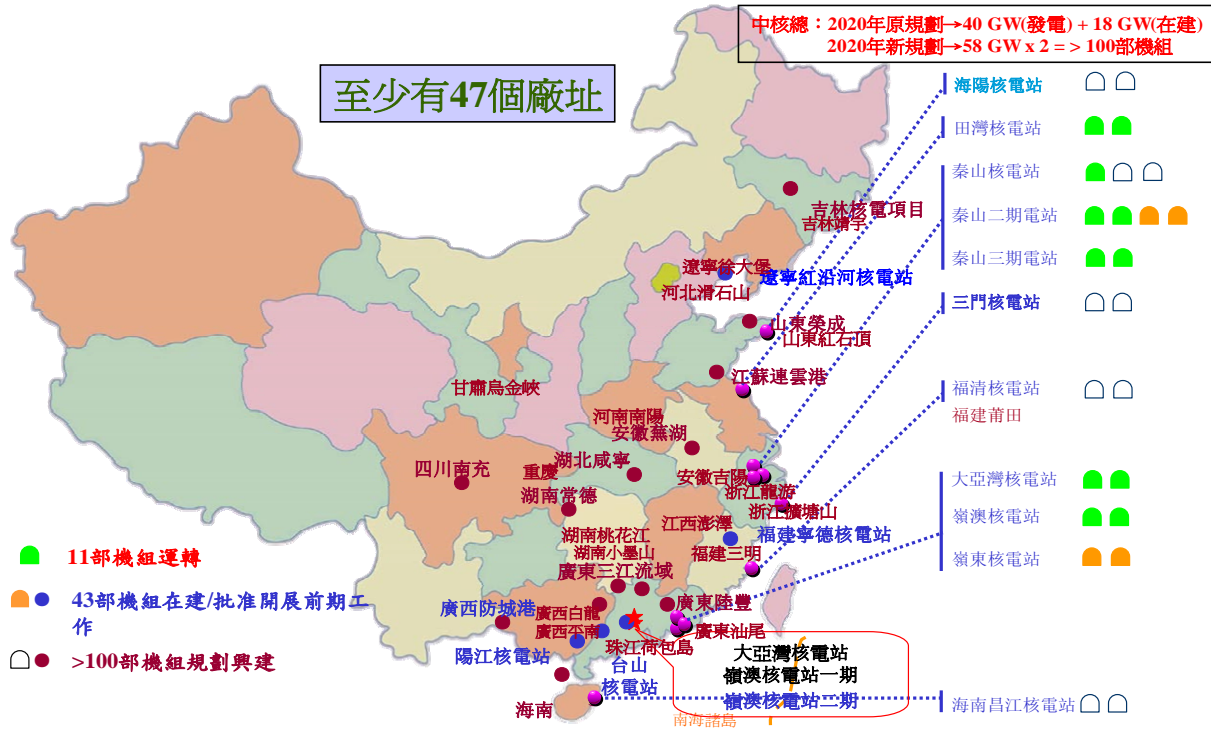 中核總：2020年原規劃→40 GW(發電) + 18 GW(在建)
2020年新規劃→58 GW x 2 = > 100部機組
至少有47個廠址
海陽核電站
田灣核電站
秦山核電站
秦山二期電站
秦山三期電站
三門核電站
福清核電站
福建莆田
大亞灣核電站
嶺澳核電站
嶺東核電站
海南昌江核電站
吉林核電項目
吉林靖宇
遼寧徐大堡
遼寧紅沿河核電站
河北滑石山
山東榮成
山東紅石頂
江蘇連雲港
甘肅烏金峽
河南南陽
安徽蕪湖
湖北咸寧
四川南充
重慶
安徽吉陽
湖南常德
浙江龍游
浙江擴塘山
江西澎澤
湖南桃花江
福建寧德核電站
湖南小墨山
福建三明
廣東三江流域
廣西防城港
廣西白龍
廣東陸豐
廣西平南
廣東汕尾
珠江荷包島
陽江核電站
台山
核電站
海南
大亞灣核電站
嶺澳核電站一期
嶺澳核電站二期
南海諸島
11部機組運轉
43部機組在建/批准開展前期工
作
>100部機組規劃興建